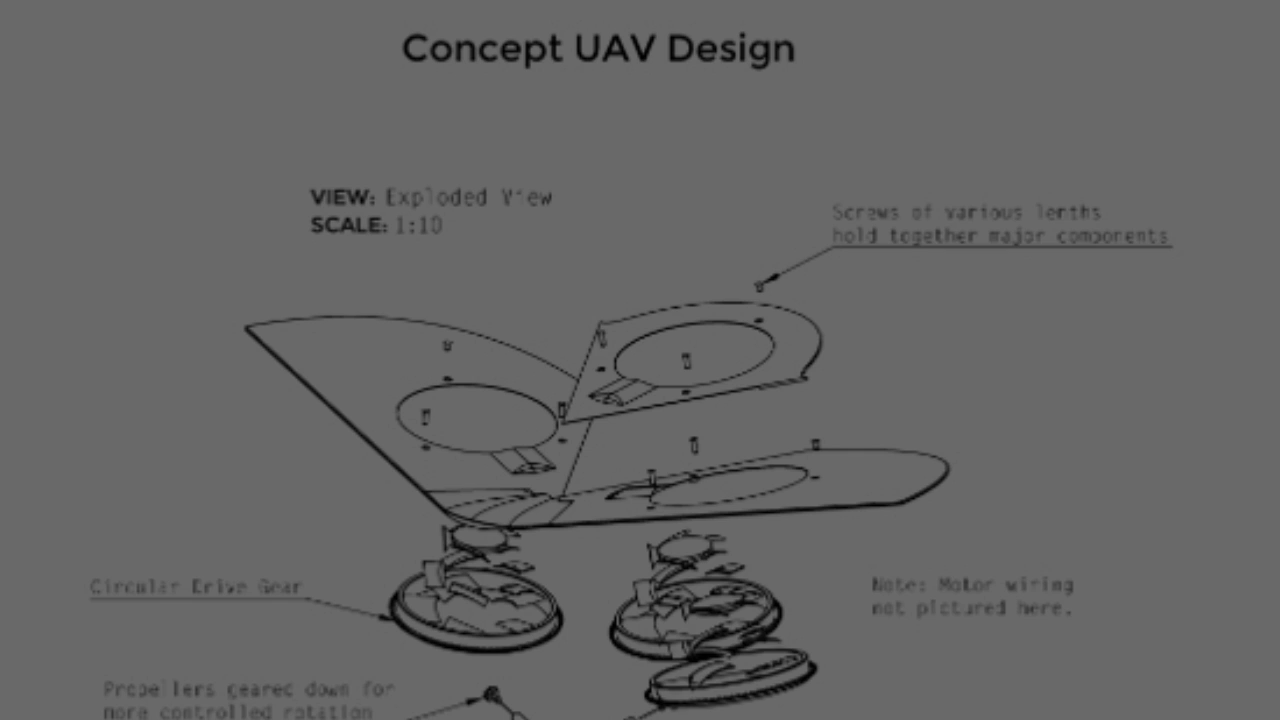 Concept UAV Design
VIEW: Exploded View
SCALE: 1:10
Screws of various lenths
hold together major components
Circular Drive Gear
Note: Motor wiring
not pictured here.
Propellers geared down for
more controlled rotation